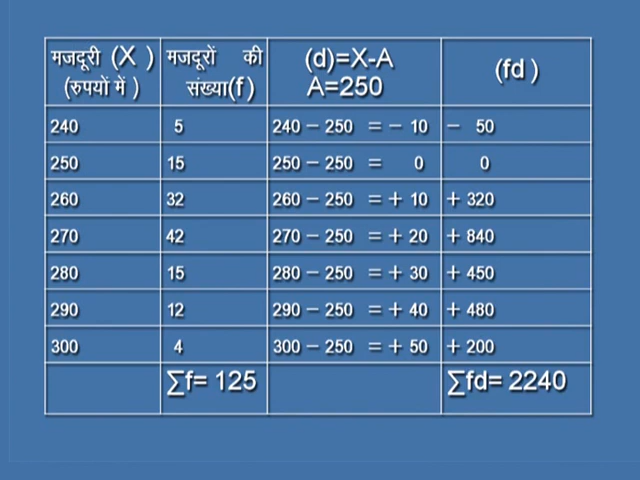 मजदूरी (X ) मजदूरों की (d)=X-A (fd )
(रुपयों में ) संख्या(f) A=250
240 5 240 − 250 = − 10 − 50
250 15 250 − 250 = 0 0
260 32 260 − 250 = + 10 + 320
270 42 270 − 250 = + 20 + 840
280 15 280 − 250 = + 30 + 450
290 12 290 − 250 = + 40 + 480
300 4 300 − 250 = + 50 + 200
∑f= 125 ∑fd= 2240